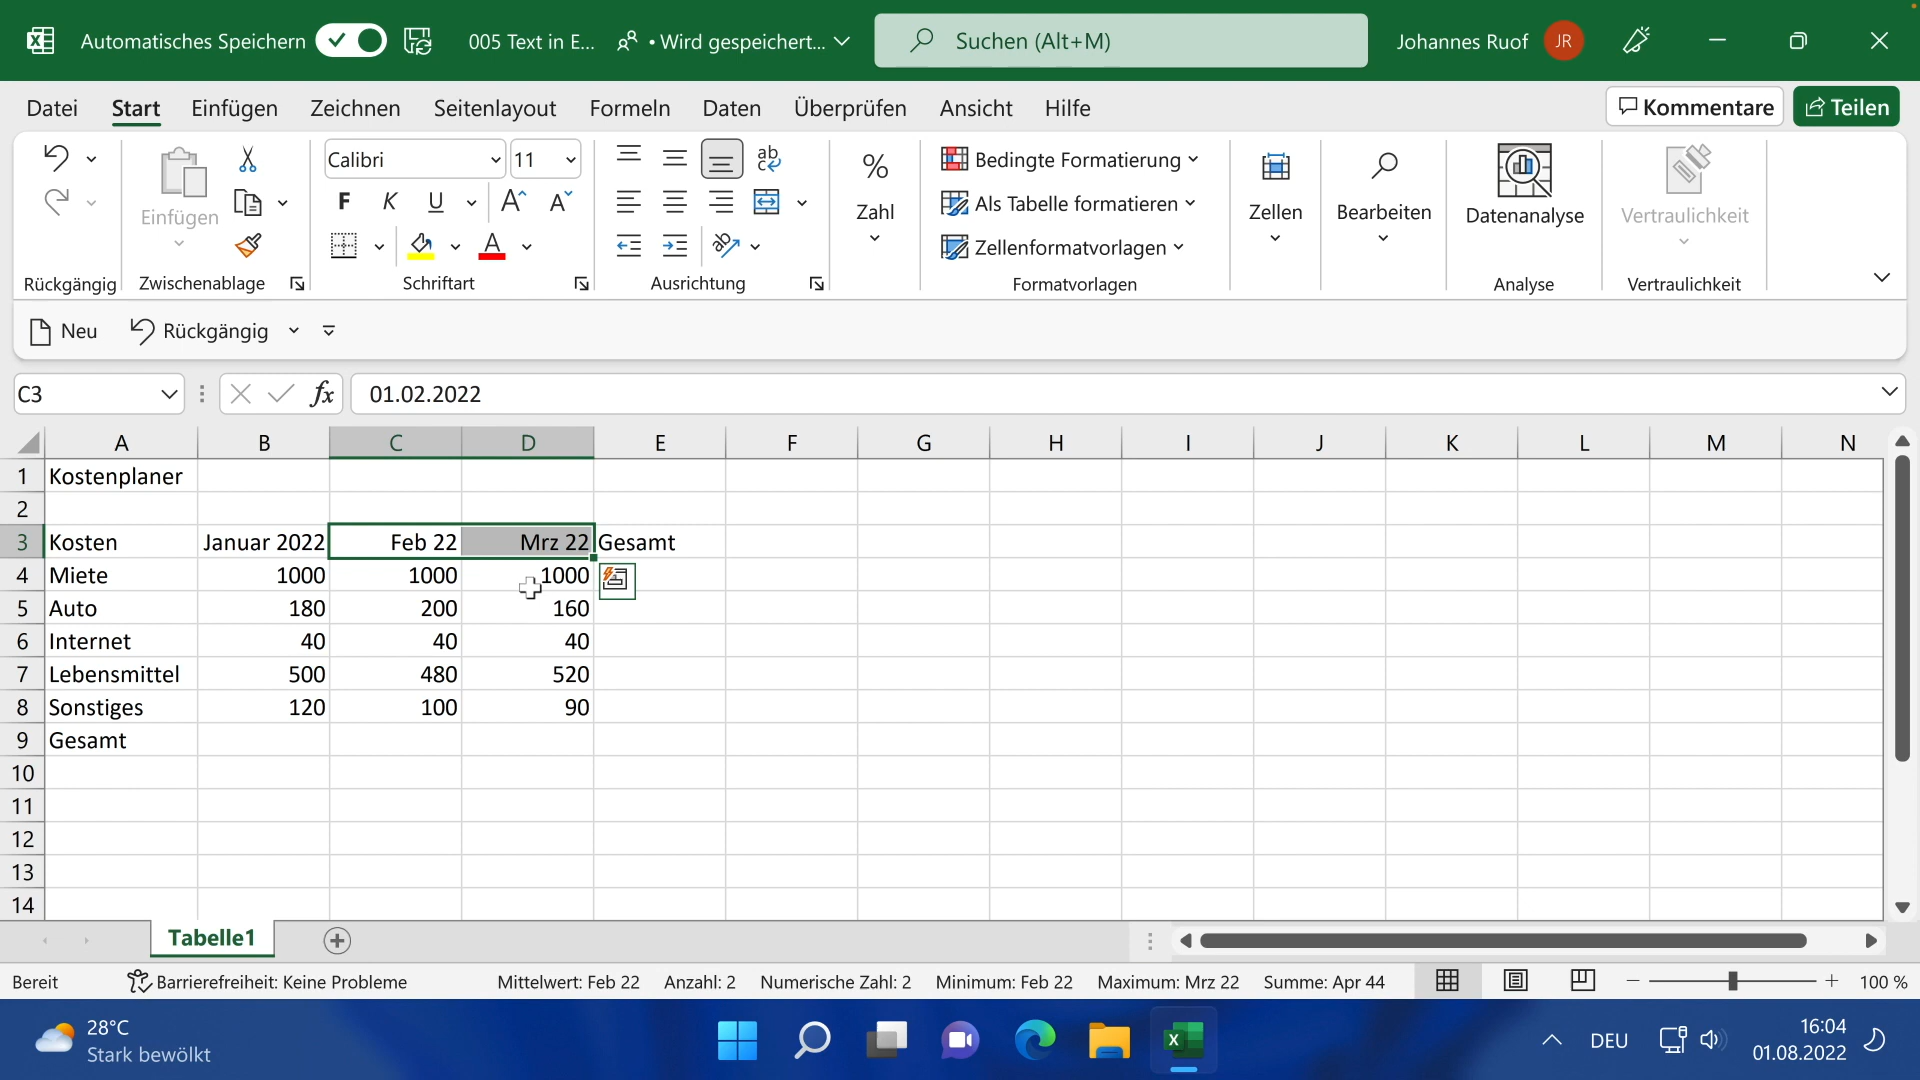 Automatisches Speichern 005 Text in E... • Wird gespeichert... Suchen (Alt+M) Johannes Ruof JR
Datei Start Einfügen Zeichnen Seitenlayout Formeln Daten Überprüfen Ansicht Hilfe Kommentare Teilen
Calibri 11 % Bedingte Formatierung
Einfügen F K U Zahl Als Tabelle formatieren Zellen Bearbeiten Datenanalyse Vertraulichkeit
Zellenformatvorlagen
Rückgängig Zwischenablage Schriftart Ausrichtung Formatvorlagen Analyse Vertraulichkeit
Neu Rückgängig
C3 fx 01.02.2022
A B C D E F G H I J K L M N
1 Kostenplaner
2
3 Kosten Januar 2022 Feb 22 Mrz 22 Gesamt
4 Miete 1000 1000 1000
5 Auto 180 200 160
6 Internet 40 40 40
7 Lebensmittel 500 480 520
8 Sonstiges 120 100 90
9 Gesamt
10
11
12
13
14
Tabelle1
Bereit Barrierefreiheit: Keine Probleme Mittelwert: Feb 22 Anzahl: 2 Numerische Zahl: 2 Minimum: Feb 22 Maximum: Mrz 22 Summe: Apr 44 100 %
28°C
Stark bewölkt
DEU
16:04
01.08.2022